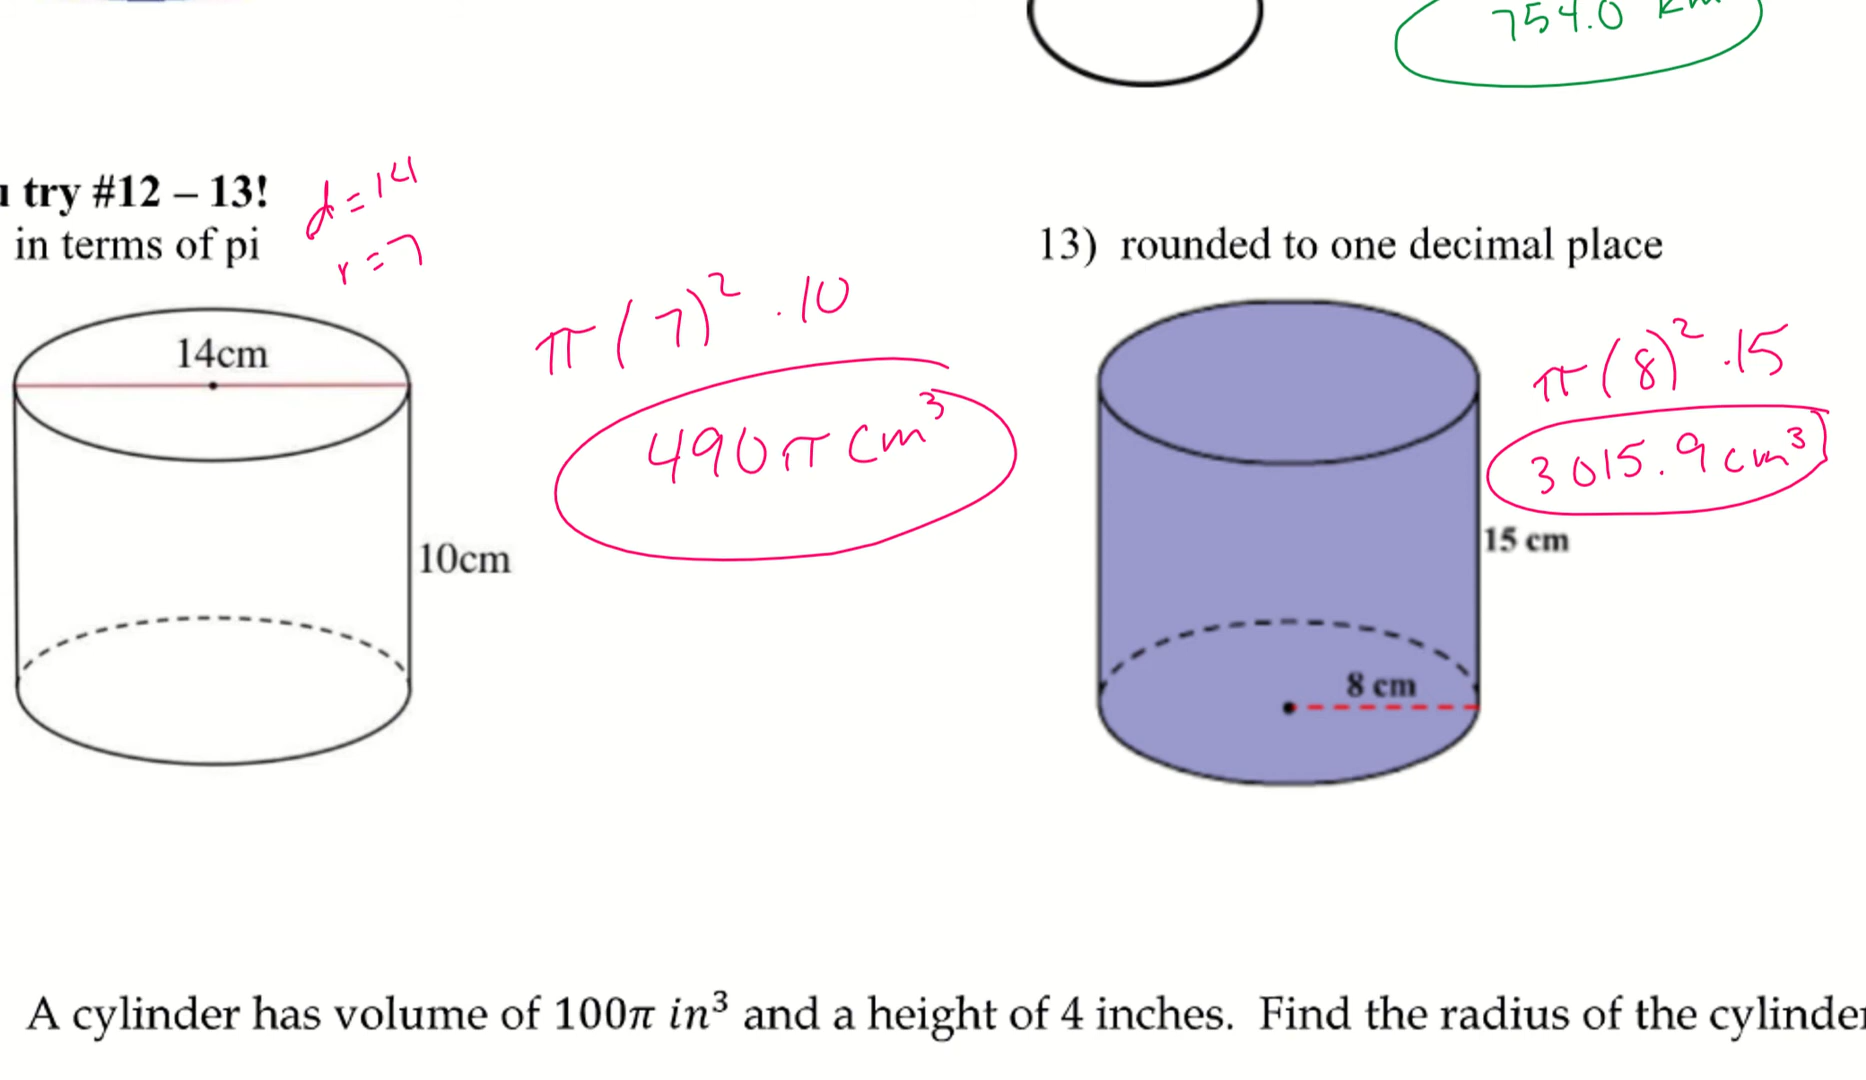 754.0 km
try #12 – 13!
in terms of pi
d=14
r=7
14cm
10cm
π(7)² · 10
490π cm³
13) rounded to one decimal place
π(8)² · 15
3015.9 cm³
15 cm
8 cm
A cylinder has volume of 100π in³ and a height of 4 inches. Find the radius of the